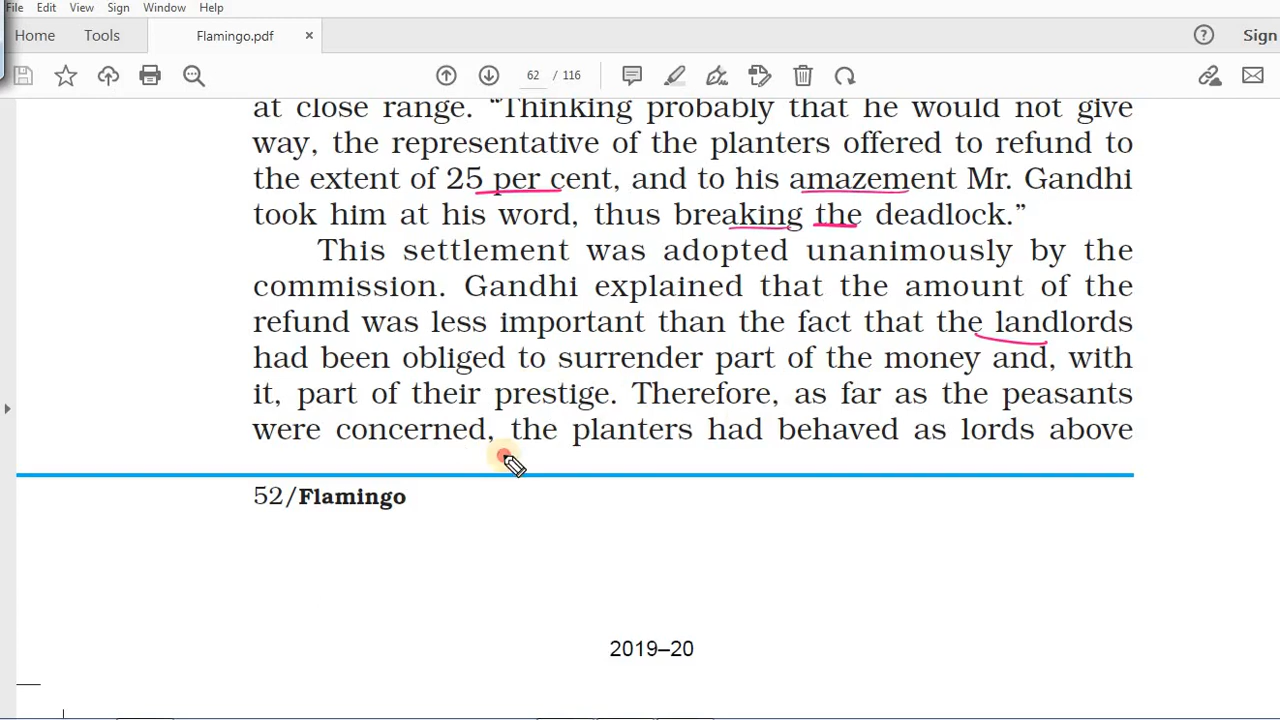 File Edit View Sign Window Help
Home Tools Flamingo.pdf × ? Sign
62 / 116
at close range. “Thinking probably that he would not give
way, the representative of the planters offered to refund to
the extent of 25 per cent, and to his amazement Mr. Gandhi
took him at his word, thus breaking the deadlock.”
This settlement was adopted unanimously by the
commission. Gandhi explained that the amount of the
refund was less important than the fact that the landlords
had been obliged to surrender part of the money and, with
it, part of their prestige. Therefore, as far as the peasants
were concerned, the planters had behaved as lords above
52/Flamingo
2019–20